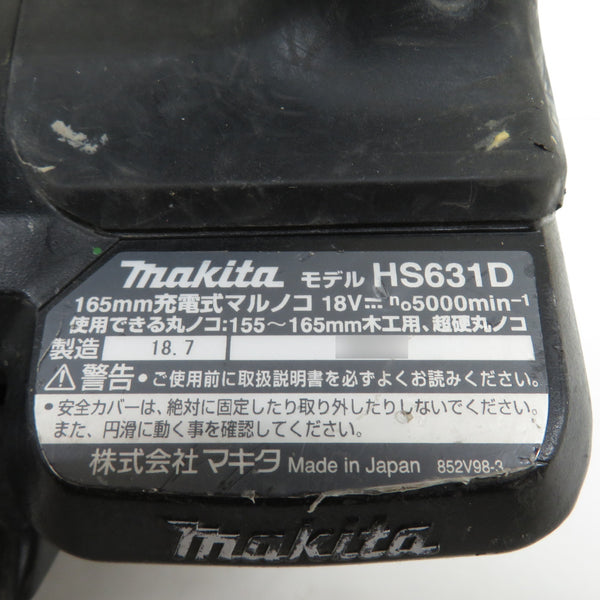 makita モデル HS631D
165mm充電式マルノコ 18V⎓ n₀5000min⁻¹
使用できる丸ノコ:155～165mm木工用、超硬丸ノコ
製造 18.7
⚠警告・ご使用前に取扱説明書を必ずよくお読みください。
・安全カバーは、絶対に固定したり取り外したりしないでください。
また、円滑に動く事を確認してください。
株式会社マキタ Made in Japan 852V98-3
makita